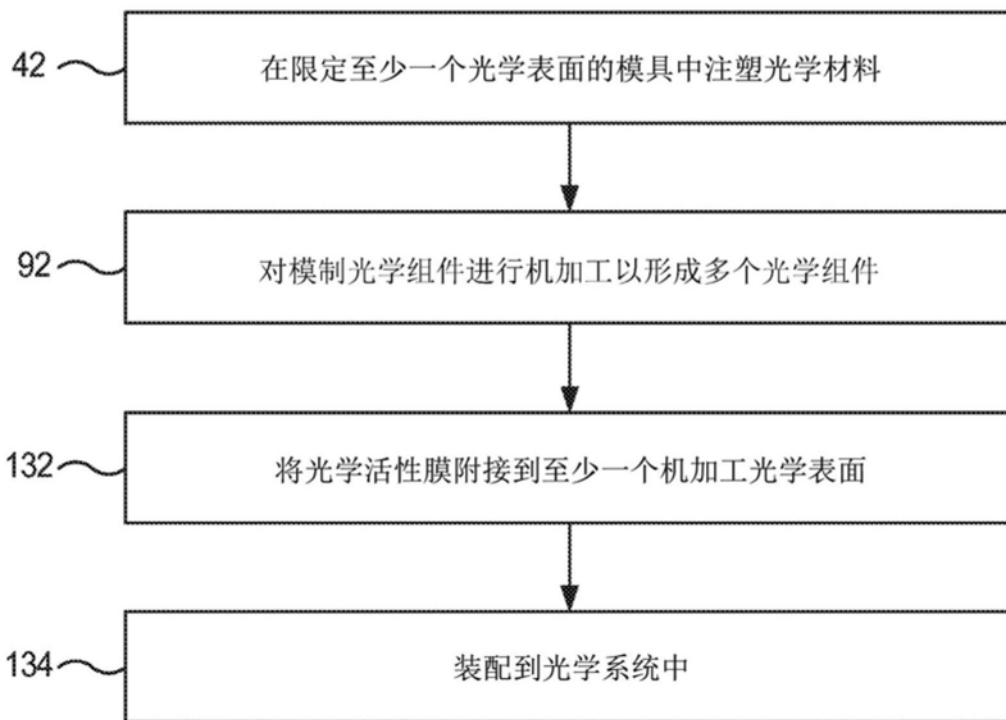 42 在限定至少一个光学表面的模具中注塑光学材料
92 对模制光学组件进行机加工以形成多个光学组件
132 将光学活性膜附接到至少一个机加工光学表面
134 装配到光学系统中